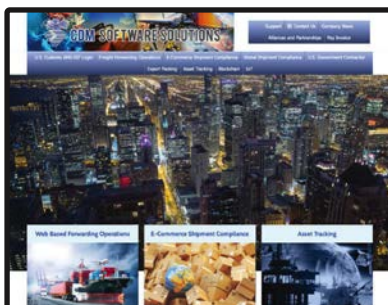 CDM SOFTWARE SOLUTIONS
Support Contact Us Company News
Alliances and Partnerships Pay Invoice
U.S. Customs AMS-ISF Login Freight Forwarding Operations E-Commerce Shipment Compliance Global Shipment Compliance U.S. Government Contractor
Export Packing Asset Tracking Blockchain IoT
Web Based Forwarding Operations
E-Commerce Shipment Compliance
Asset Tracking